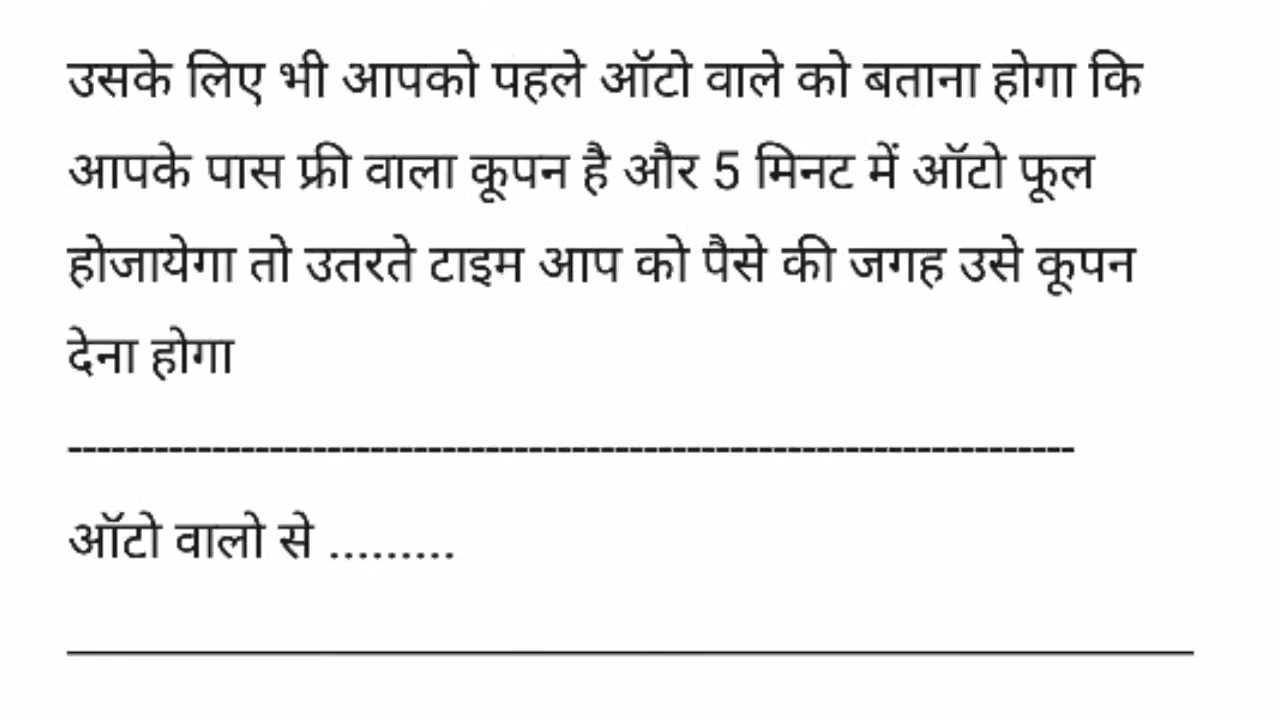 उसके लिए भी आपको पहले ऑटो वाले को बताना होगा कि
आपके पास फ्री वाला कूपन है और 5 मिनट में ऑटो फूल
होजायेगा तो उतरते टाइम आप को पैसे की जगह उसे कूपन
देना होगा
----------------------------------------------------------------------
ऑटो वालो से .........